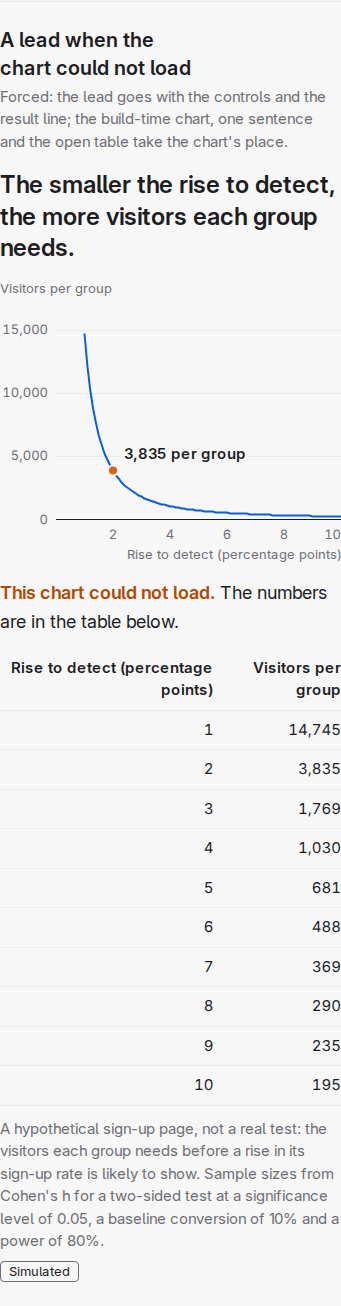 A lead when the
chart could not load
Forced: the lead goes with the controls and the
result line; the build-time chart, one sentence
and the open table take the chart's place.
The smaller the rise to detect,
the more visitors each group
needs.
Visitors per group
15,000
10,000
5,000
3,835 per group
0
2 4 6 8 10
Rise to detect (percentage points)
This chart could not load. The numbers
are in the table below.
Rise to detect (percentage Visitors per
points) group
1 14,745
2 3,835
3 1,769
4 1,030
5 681
6 488
7 369
8 290
9 235
10 195
A hypothetical sign-up page, not a real test: the
visitors each group needs before a rise in its
sign-up rate is likely to show. Sample sizes from
Cohen's h for a two-sided test at a significance
level of 0.05, a baseline conversion of 10% and a
power of 80%.
Simulated